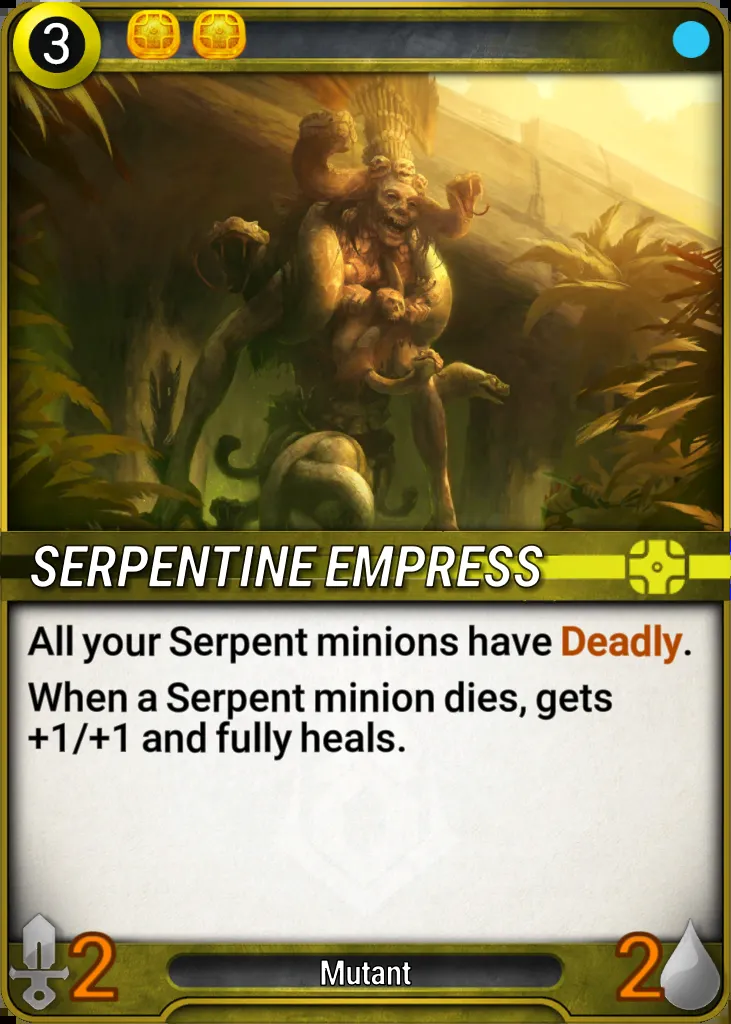 3
SERPENTINE EMPRESS
All your Serpent minions have Deadly.
When a Serpent minion dies, gets
+1/+1 and fully heals.
2 Mutant 2